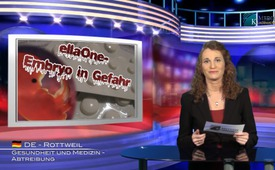 ellaOne-
Embryo in Gefahr
DE - Rottweil
Gesundheit und Medizin -
Abtreibung